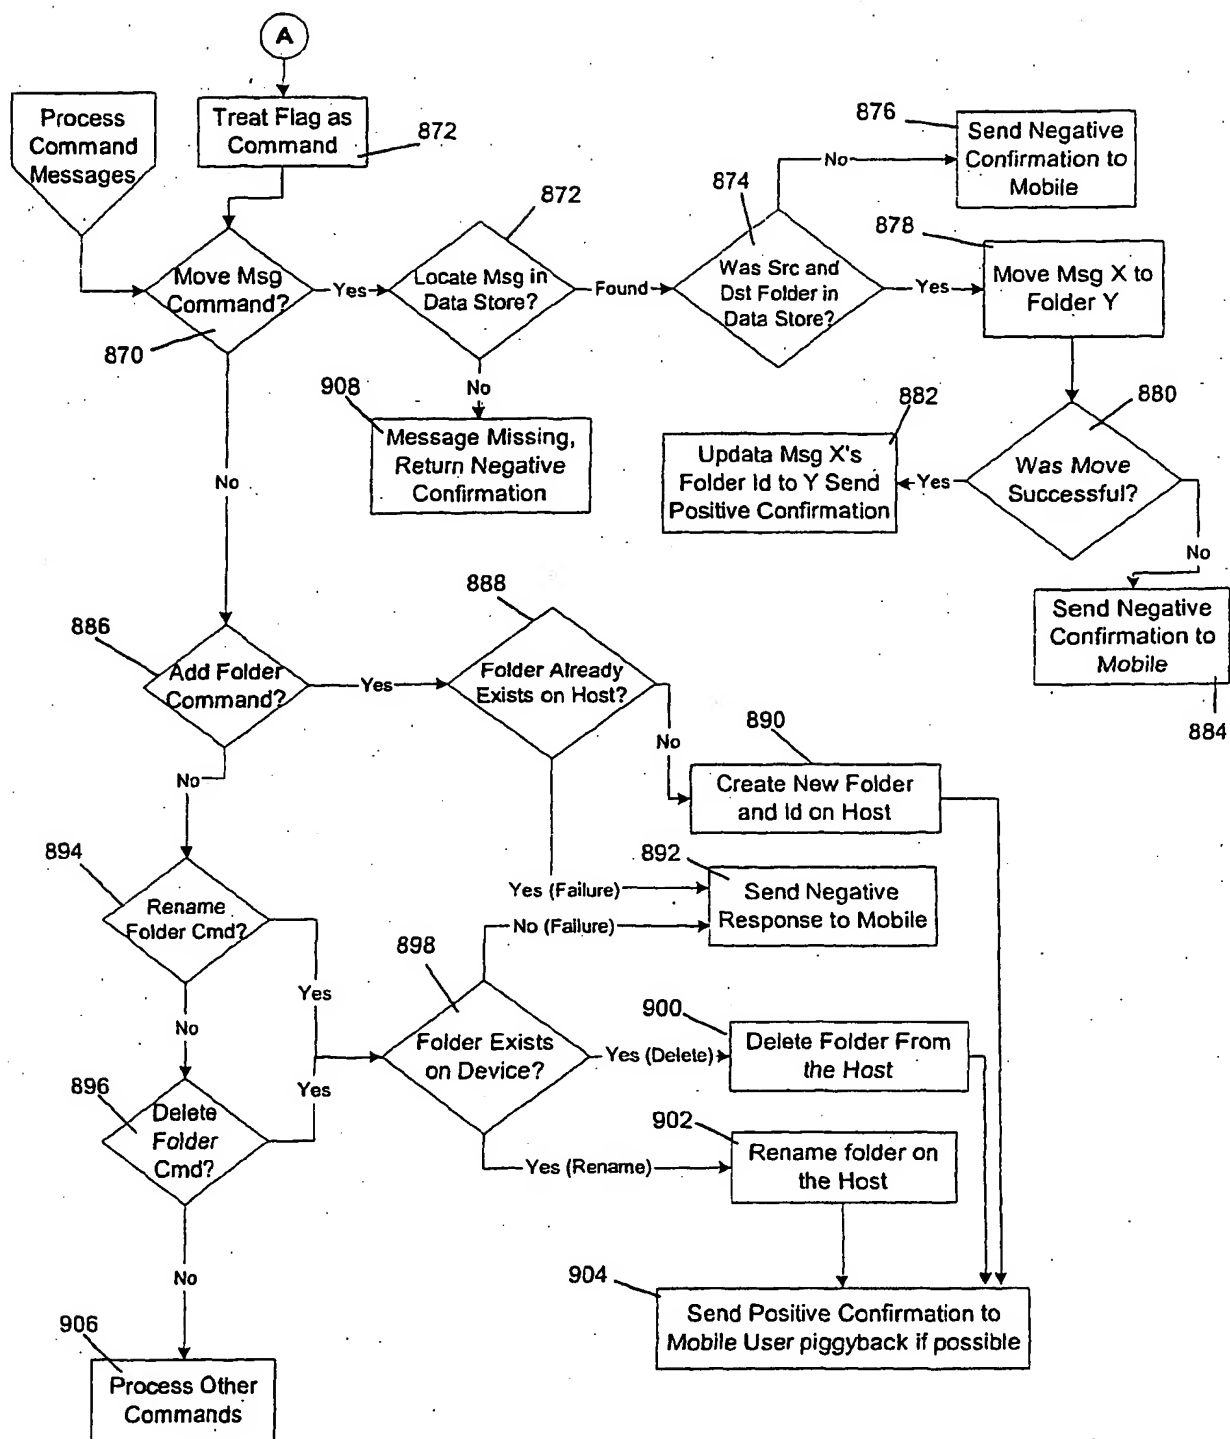 A
Process
Command
Messages
Treat Flag as
Command
872
Move Msg
Command?
870
Yes
Locate Msg in
Data Store?
872
Found
Was Src and
Dst Folder in
Data Store?
874
No
876
Send Negative
Confirmation to
Mobile
Yes
878
Move Msg X to
Folder Y
No
908
Message Missing,
Return Negative
Confirmation
880
Was Move
Successful?
Yes
882
Updata Msg X's
Folder Id to Y Send
Positive Confirmation
No
Send Negative
Confirmation to
Mobile
884
No
886
Add Folder
Command?
Yes
888
Folder Already
Exists on Host?
No
890
Create New Folder
and Id on Host
Yes (Failure)
892
Send Negative
Response to Mobile
No (Failure)
No
894
Rename
Folder Cmd?
Yes
No
896
Delete
Folder
Cmd?
Yes
898
Folder Exists
on Device?
Yes (Delete)
900
Delete Folder From
the Host
Yes (Rename)
902
Rename folder on
the Host
904
Send Positive Confirmation to
Mobile User piggyback if possible
No
906
Process Other
Commands